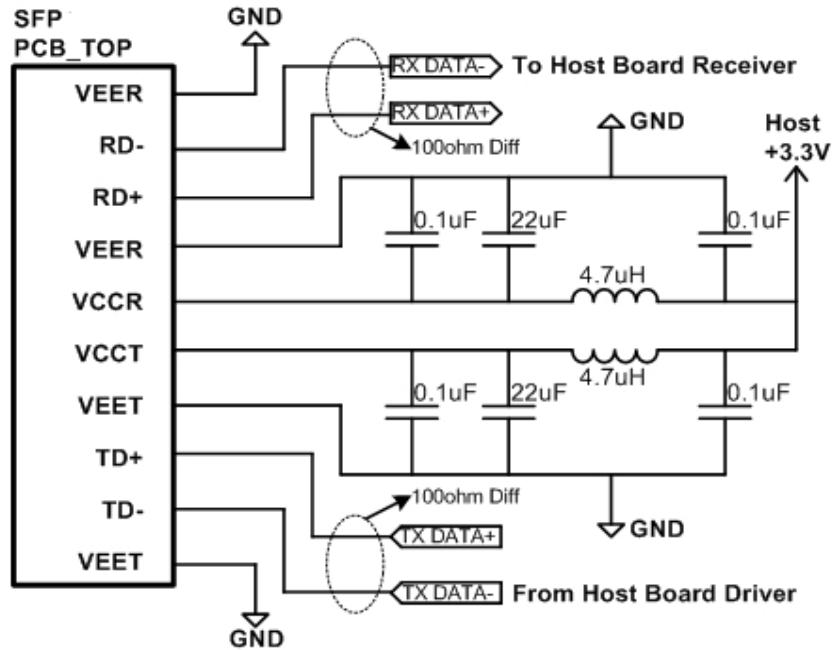 SFP
PCB_TOP
GND
VEER
RD-
RD+
VEER
VCCR
VCCT
VEET
TD+
TD-
VEET
GND
RX DATA-
To Host Board Receiver
RX DATA+
100ohm Diff
GND
Host
+3.3V
0.1uF
22uF
0.1uF
4.7uH
4.7uH
0.1uF
22uF
0.1uF
100ohm Diff
TX DATA+
GND
TX DATA-
From Host Board Driver